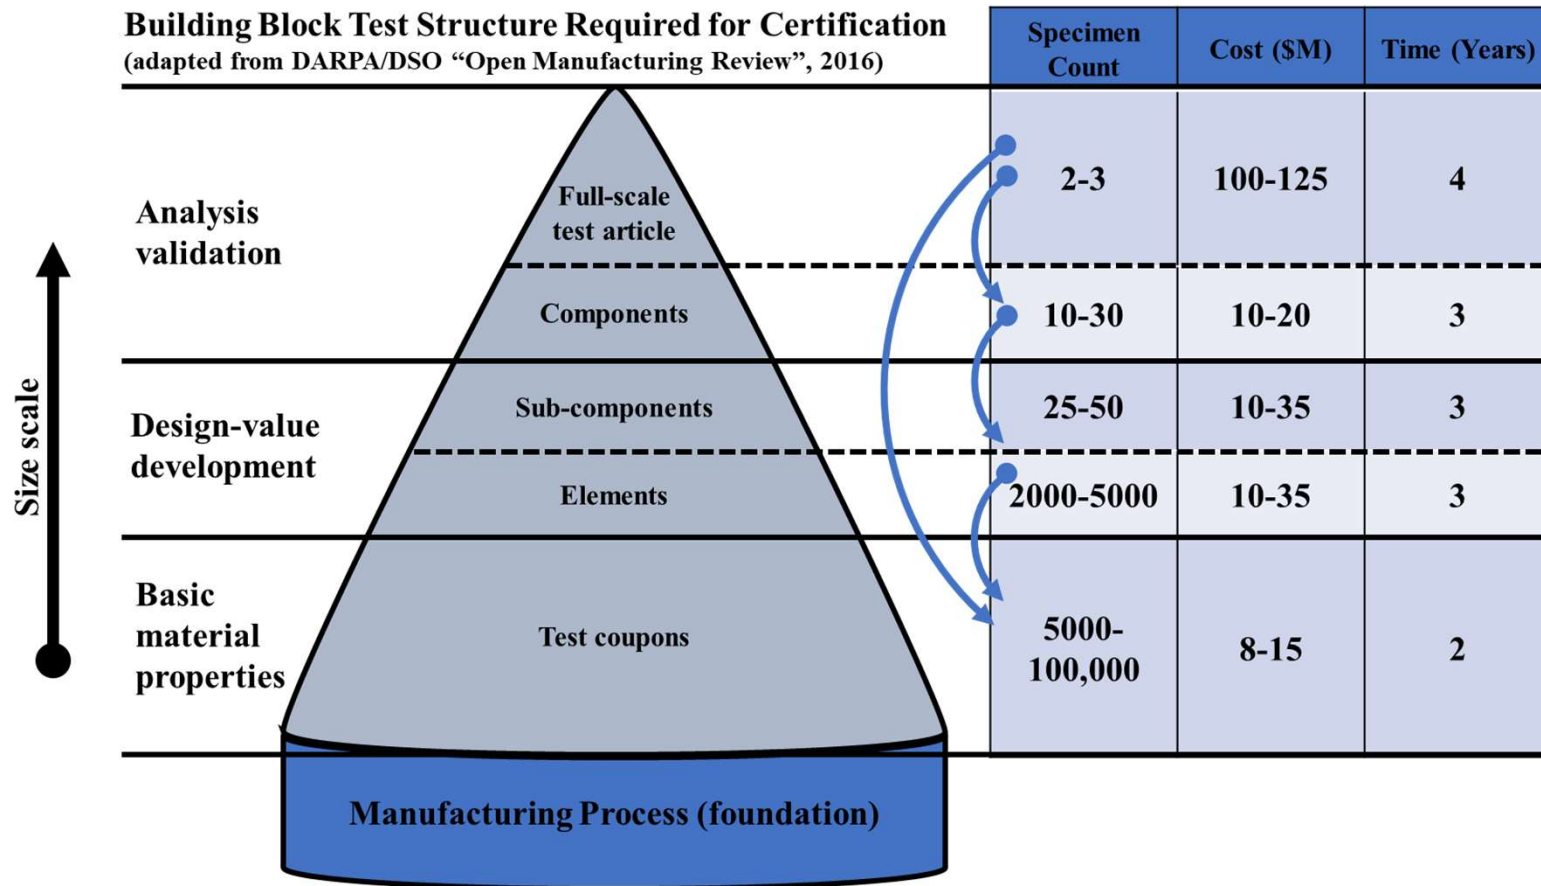 Building Block Test Structure Required for Certification
(adapted from DARPA/DSO “Open Manufacturing Review”, 2016)
Specimen
Count
Cost ($M)
Time (Years)
Analysis
validation
Full-scale
test article
2-3
100-125
4
Components
10-30
10-20
3
Size scale
Design-value
development
Sub-components
25-50
10-35
3
Elements
2000-5000
10-35
3
Basic
material
properties
Test coupons
5000-
100,000
8-15
2
Manufacturing Process (foundation)